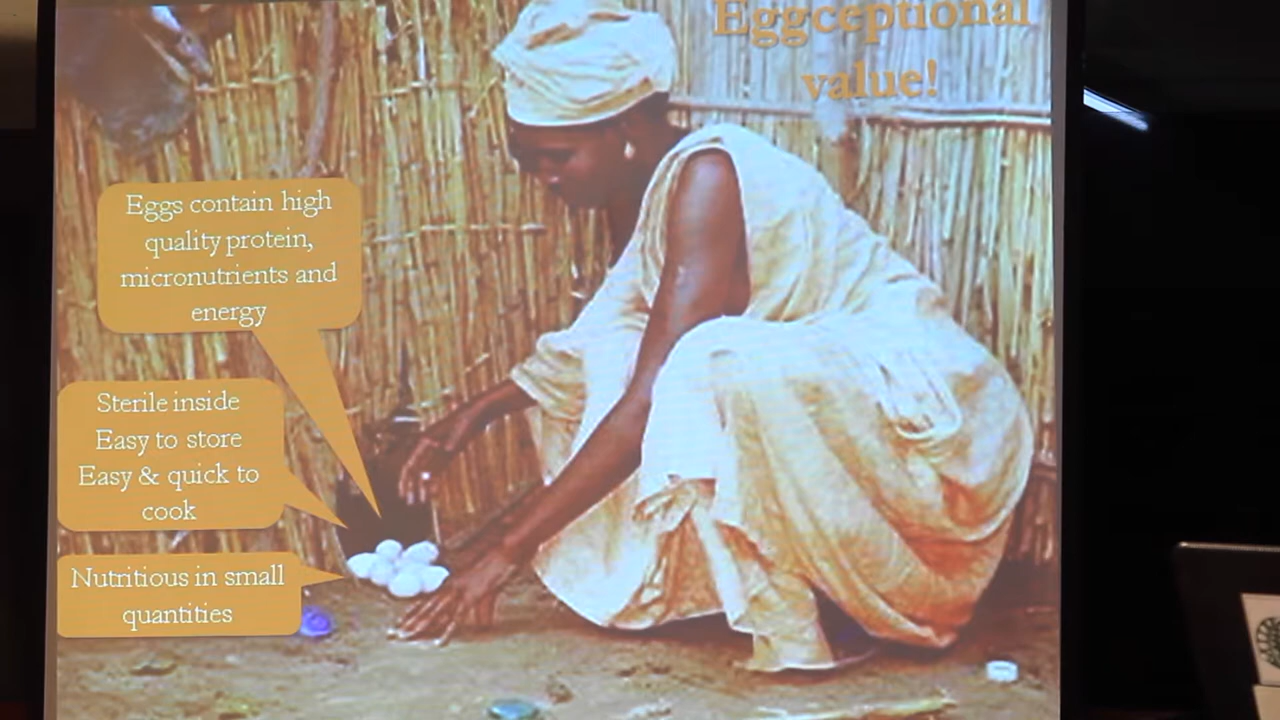 Eggceptional
value!
Eggs contain high
quality protein,
micronutrients and
energy
Sterile inside
Easy to store
Easy & quick to
cook
Nutritious in small
quantities